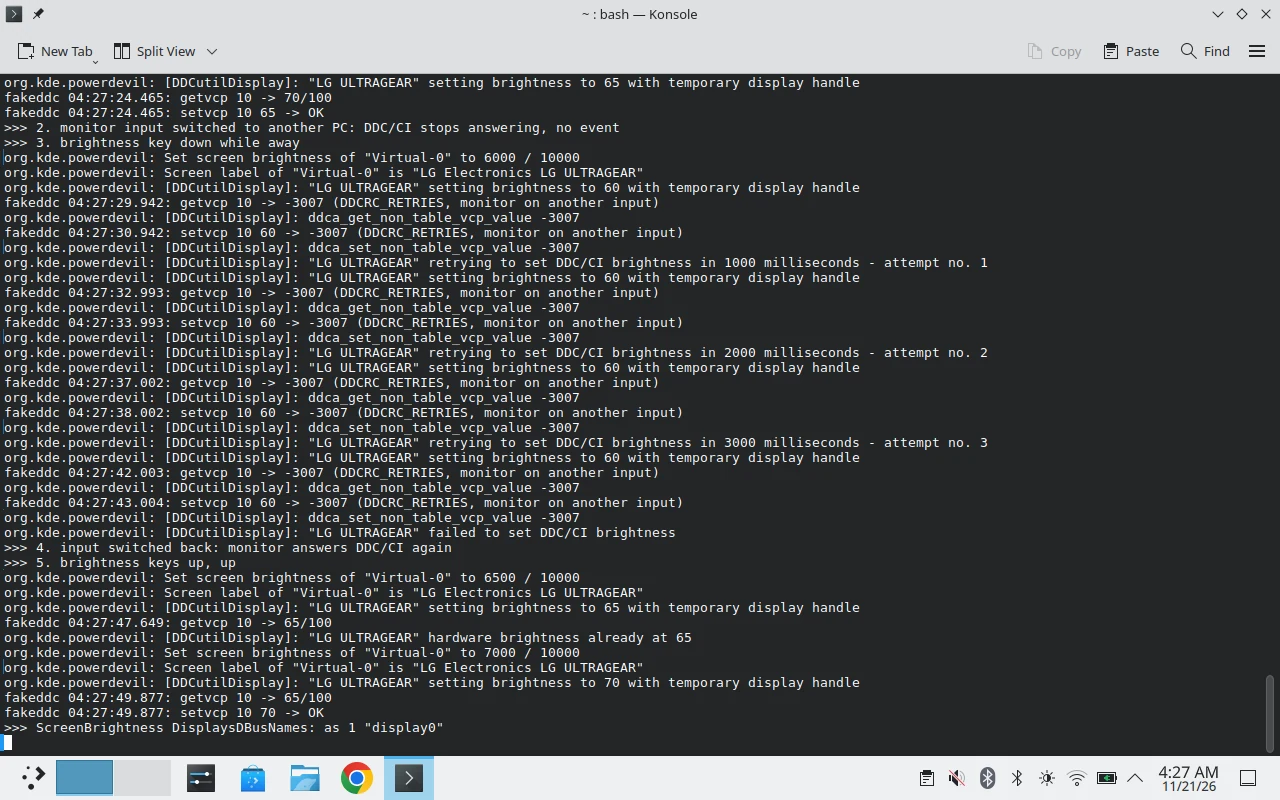 ~ : bash — Konsole
New Tab
Split View
Copy
Paste
Find
org.kde.powerdevil: [DDCutilDisplay]: "LG ULTRAGEAR" setting brightness to 65 with temporary display handle
fakeddc 04:27:24.465: getvcp 10 -> 70/100
fakeddc 04:27:24.465: setvcp 10 65 -> OK
>>> 2. monitor input switched to another PC: DDC/CI stops answering, no event
>>> 3. brightness key down while away
org.kde.powerdevil: Set screen brightness of "Virtual-0" to 6000 / 10000
org.kde.powerdevil: Screen label of "Virtual-0" is "LG Electronics LG ULTRAGEAR"
org.kde.powerdevil: [DDCutilDisplay]: "LG ULTRAGEAR" setting brightness to 60 with temporary display handle
fakeddc 04:27:29.942: getvcp 10 -> -3007 (DDCRC_RETRIES, monitor on another input)
org.kde.powerdevil: [DDCutilDisplay]: ddca_get_non_table_vcp_value -3007
fakeddc 04:27:30.942: setvcp 10 60 -> -3007 (DDCRC_RETRIES, monitor on another input)
org.kde.powerdevil: [DDCutilDisplay]: ddca_set_non_table_vcp_value -3007
org.kde.powerdevil: [DDCutilDisplay]: "LG ULTRAGEAR" retrying to set DDC/CI brightness in 1000 milliseconds - attempt no. 1
org.kde.powerdevil: [DDCutilDisplay]: "LG ULTRAGEAR" setting brightness to 60 with temporary display handle
fakeddc 04:27:32.993: getvcp 10 -> -3007 (DDCRC_RETRIES, monitor on another input)
org.kde.powerdevil: [DDCutilDisplay]: ddca_get_non_table_vcp_value -3007
fakeddc 04:27:33.993: setvcp 10 60 -> -3007 (DDCRC_RETRIES, monitor on another input)
org.kde.powerdevil: [DDCutilDisplay]: ddca_set_non_table_vcp_value -3007
org.kde.powerdevil: [DDCutilDisplay]: "LG ULTRAGEAR" retrying to set DDC/CI brightness in 2000 milliseconds - attempt no. 2
org.kde.powerdevil: [DDCutilDisplay]: "LG ULTRAGEAR" setting brightness to 60 with temporary display handle
fakeddc 04:27:37.002: getvcp 10 -> -3007 (DDCRC_RETRIES, monitor on another input)
org.kde.powerdevil: [DDCutilDisplay]: ddca_get_non_table_vcp_value -3007
fakeddc 04:27:38.002: setvcp 10 60 -> -3007 (DDCRC_RETRIES, monitor on another input)
org.kde.powerdevil: [DDCutilDisplay]: ddca_set_non_table_vcp_value -3007
org.kde.powerdevil: [DDCutilDisplay]: "LG ULTRAGEAR" retrying to set DDC/CI brightness in 3000 milliseconds - attempt no. 3
org.kde.powerdevil: [DDCutilDisplay]: "LG ULTRAGEAR" setting brightness to 60 with temporary display handle
fakeddc 04:27:42.003: getvcp 10 -> -3007 (DDCRC_RETRIES, monitor on another input)
org.kde.powerdevil: [DDCutilDisplay]: ddca_get_non_table_vcp_value -3007
fakeddc 04:27:43.004: setvcp 10 60 -> -3007 (DDCRC_RETRIES, monitor on another input)
org.kde.powerdevil: [DDCutilDisplay]: ddca_set_non_table_vcp_value -3007
org.kde.powerdevil: [DDCutilDisplay]: "LG ULTRAGEAR" failed to set DDC/CI brightness
>>> 4. input switched back: monitor answers DDC/CI again
>>> 5. brightness keys up, up
org.kde.powerdevil: Set screen brightness of "Virtual-0" to 6500 / 10000
org.kde.powerdevil: Screen label of "Virtual-0" is "LG Electronics LG ULTRAGEAR"
org.kde.powerdevil: [DDCutilDisplay]: "LG ULTRAGEAR" setting brightness to 65 with temporary display handle
fakeddc 04:27:47.649: getvcp 10 -> 65/100
org.kde.powerdevil: [DDCutilDisplay]: "LG ULTRAGEAR" hardware brightness already at 65
org.kde.powerdevil: Set screen brightness of "Virtual-0" to 7000 / 10000
org.kde.powerdevil: Screen label of "Virtual-0" is "LG Electronics LG ULTRAGEAR"
org.kde.powerdevil: [DDCutilDisplay]: "LG ULTRAGEAR" setting brightness to 70 with temporary display handle
fakeddc 04:27:49.877: getvcp 10 -> 65/100
fakeddc 04:27:49.877: setvcp 10 70 -> OK
>>> ScreenBrightness DisplaysDBusNames: as 1 "display0"
4:27 AM
11/21/26